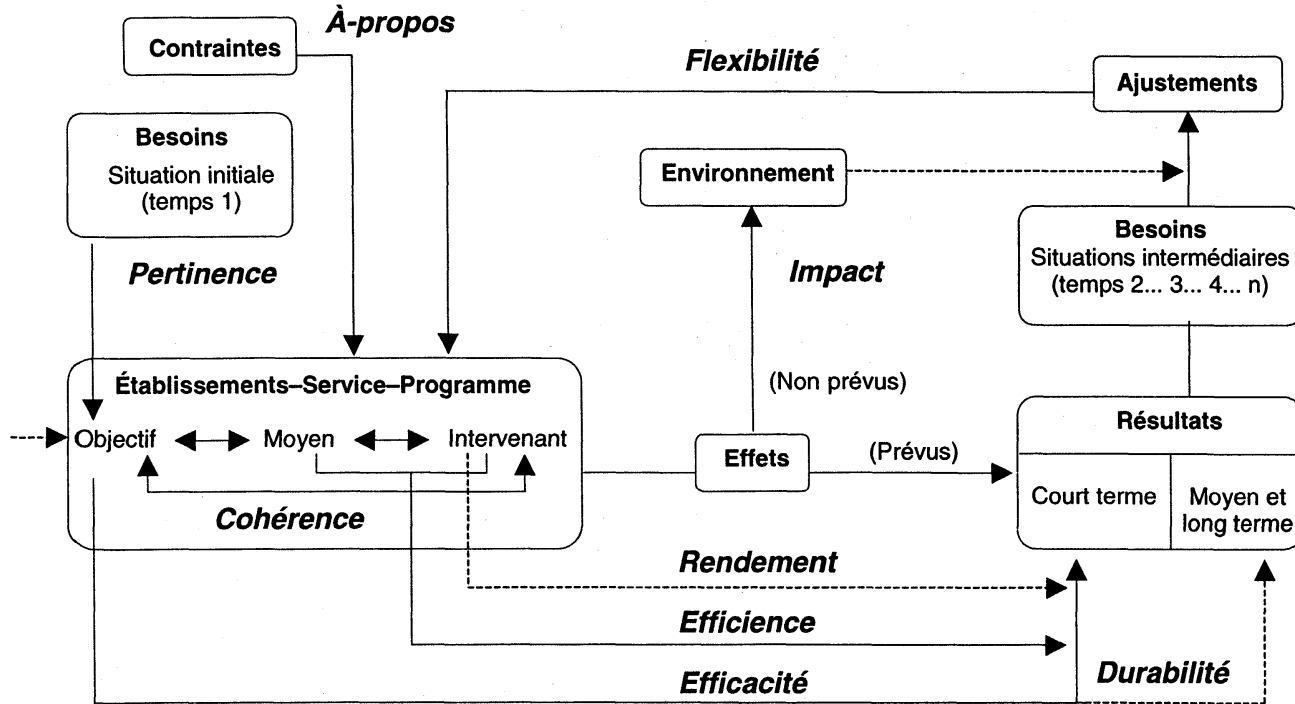 À-propos
Contraintes
Flexibilité
Ajustements
Besoins
Situation initiale
(temps 1)
Environnement
Besoins
Situations intermédiaires
(temps 2... 3... 4... n)
Pertinence
Impact
Établissements–Service–Programme
(Non prévus)
Objectif
Moyen
Intervenant
Effets
(Prévus)
Résultats
Court terme
Moyen et
long terme
Cohérence
Rendement
Efficience
Efficacité
Durabilité